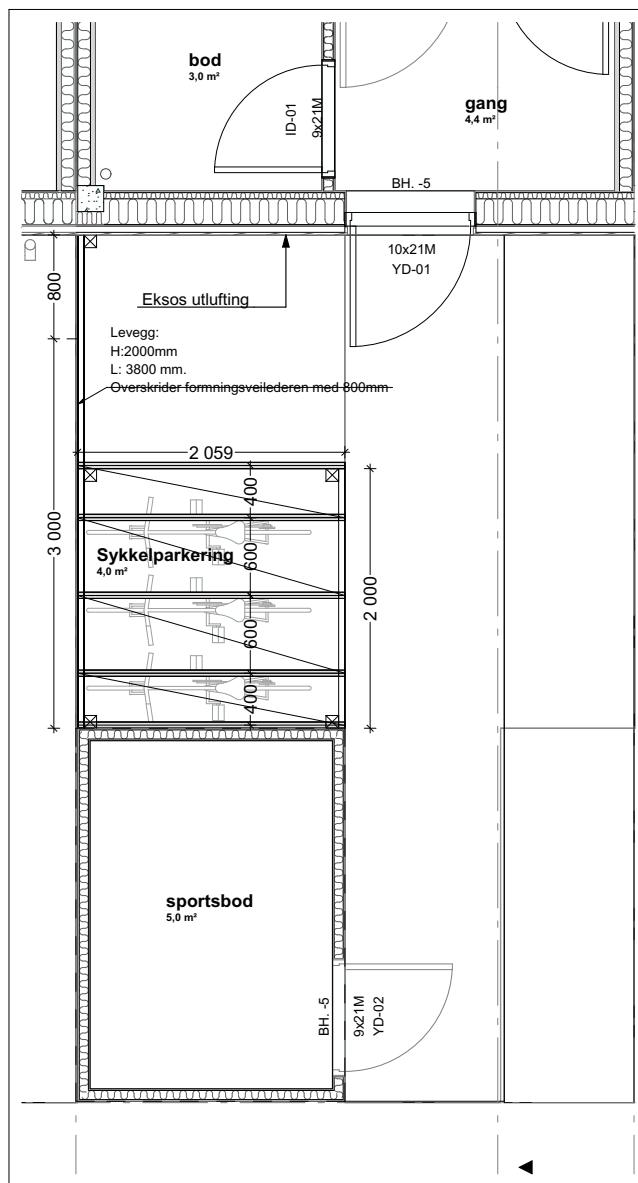 bod
3,0 m²
gang
4,4 m²
ID-01
9x21M
BH. -5
10x21M
YD-01
800
Eksos utlufting
Levegg:
H:2000mm
L: 3800 mm.
Overskrider formningsveilederen med 800mm
2 059
3 000
400
Sykkelparkering
4,0 m²
600
2 000
600
400
sportsbod
5,0 m²
BH. -5
9x21M
YD-02